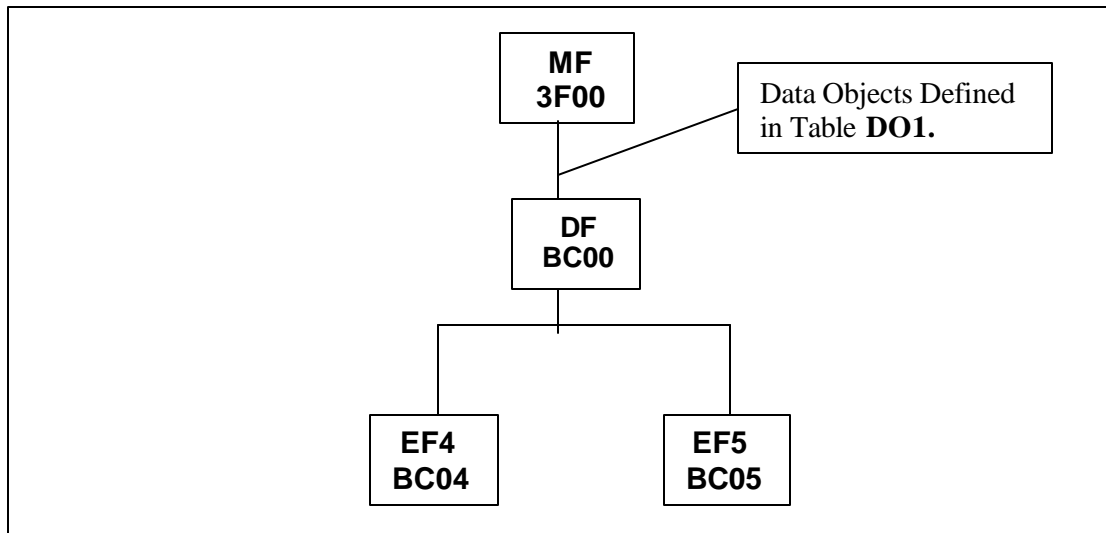 MF
3F00
Data Objects Defined
in Table DO1.
DF
BC00
EF4
BC04
EF5
BC05